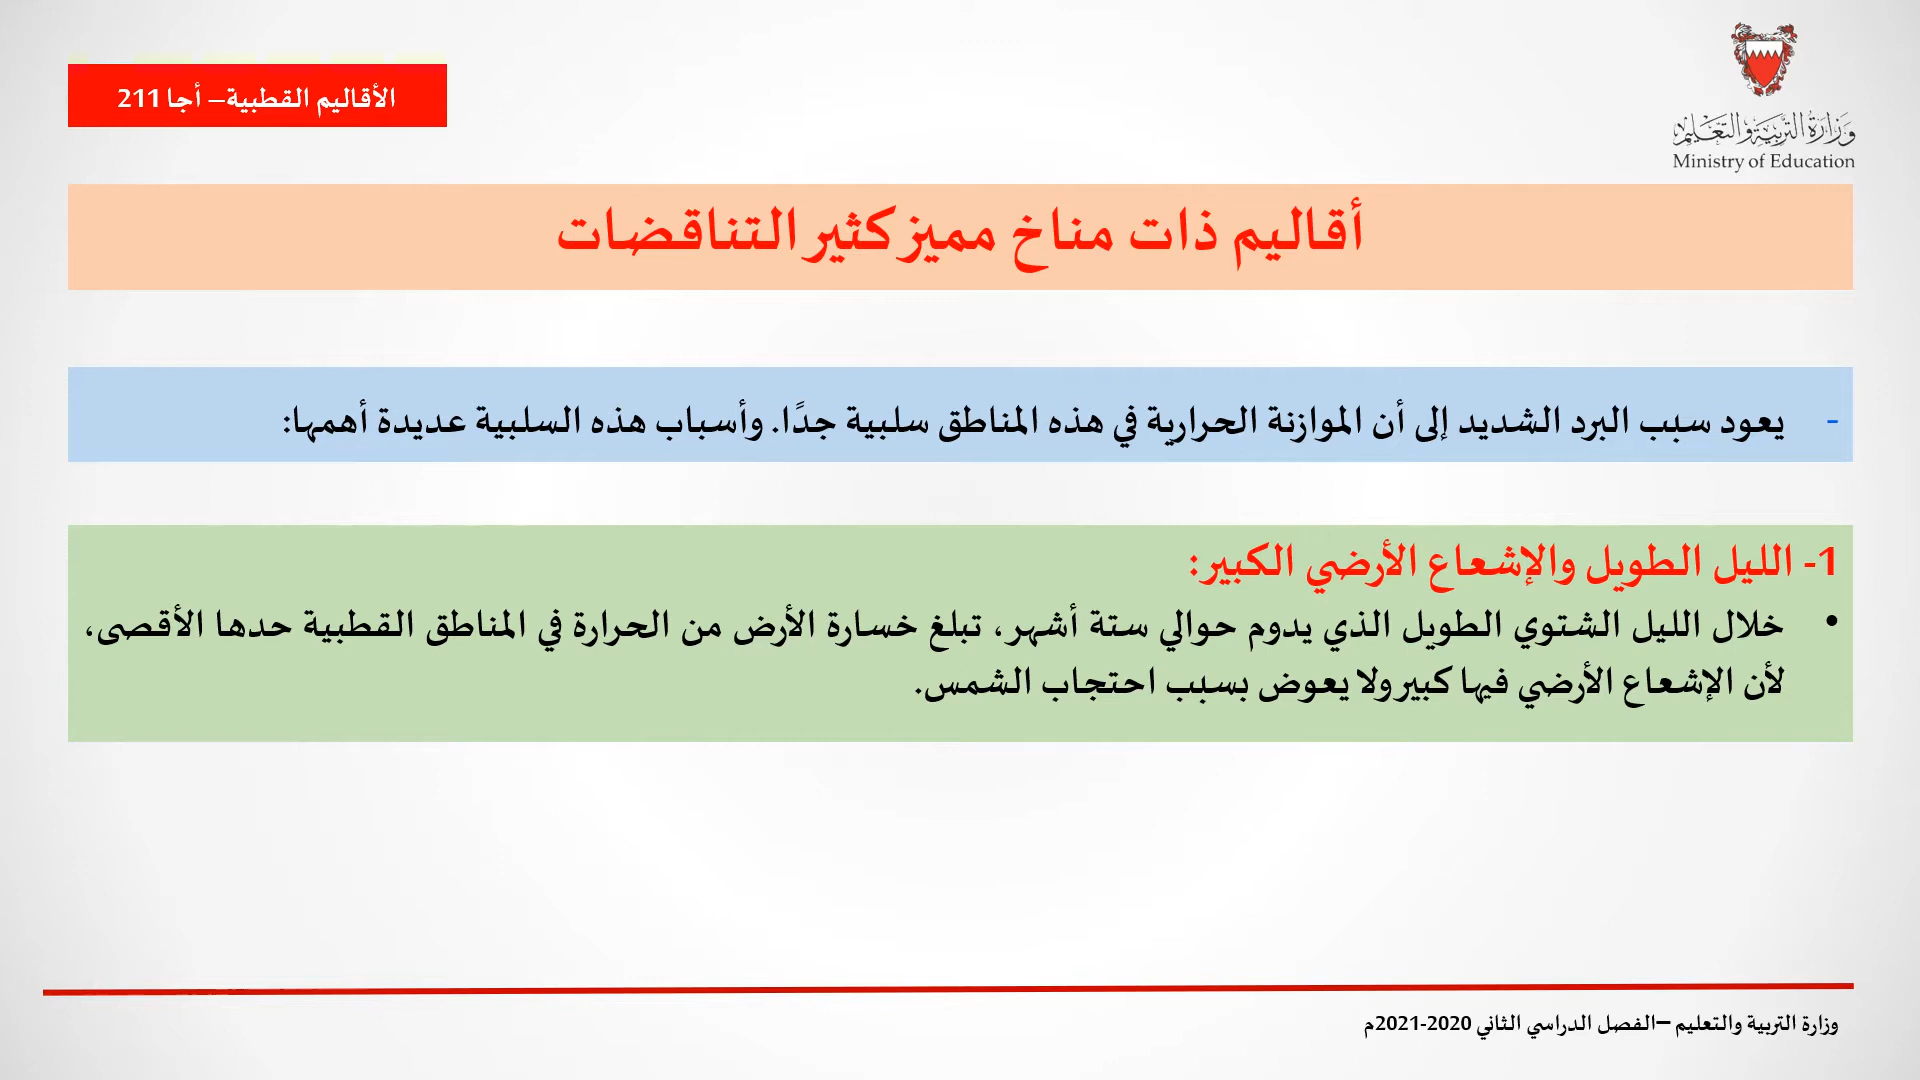 الأقاليم القطبية– أجا 211
وزارة التربية والتعليم
Ministry of Education
أقاليم ذات مناخ مميز كثير التناقضات
- يعود سبب البرد الشديد إلى أن الموازنة الحرارية في هذه المناطق سلبية جدًا. وأسباب هذه السلبية عديدة أهمها:
1- الليل الطويل والإشعاع الأرضي الكبير:
• خلال الليل الشتوي الطويل الذي يدوم حوالي ستة أشهر، تبلغ خسارة الأرض من الحرارة في المناطق القطبية حدها الأقصى،
لأن الإشعاع الأرضي فيها كبير ولا يعوض بسبب احتجاب الشمس.
وزارة التربية والتعليم –الفصل الدراسي الثاني 2020-2021م